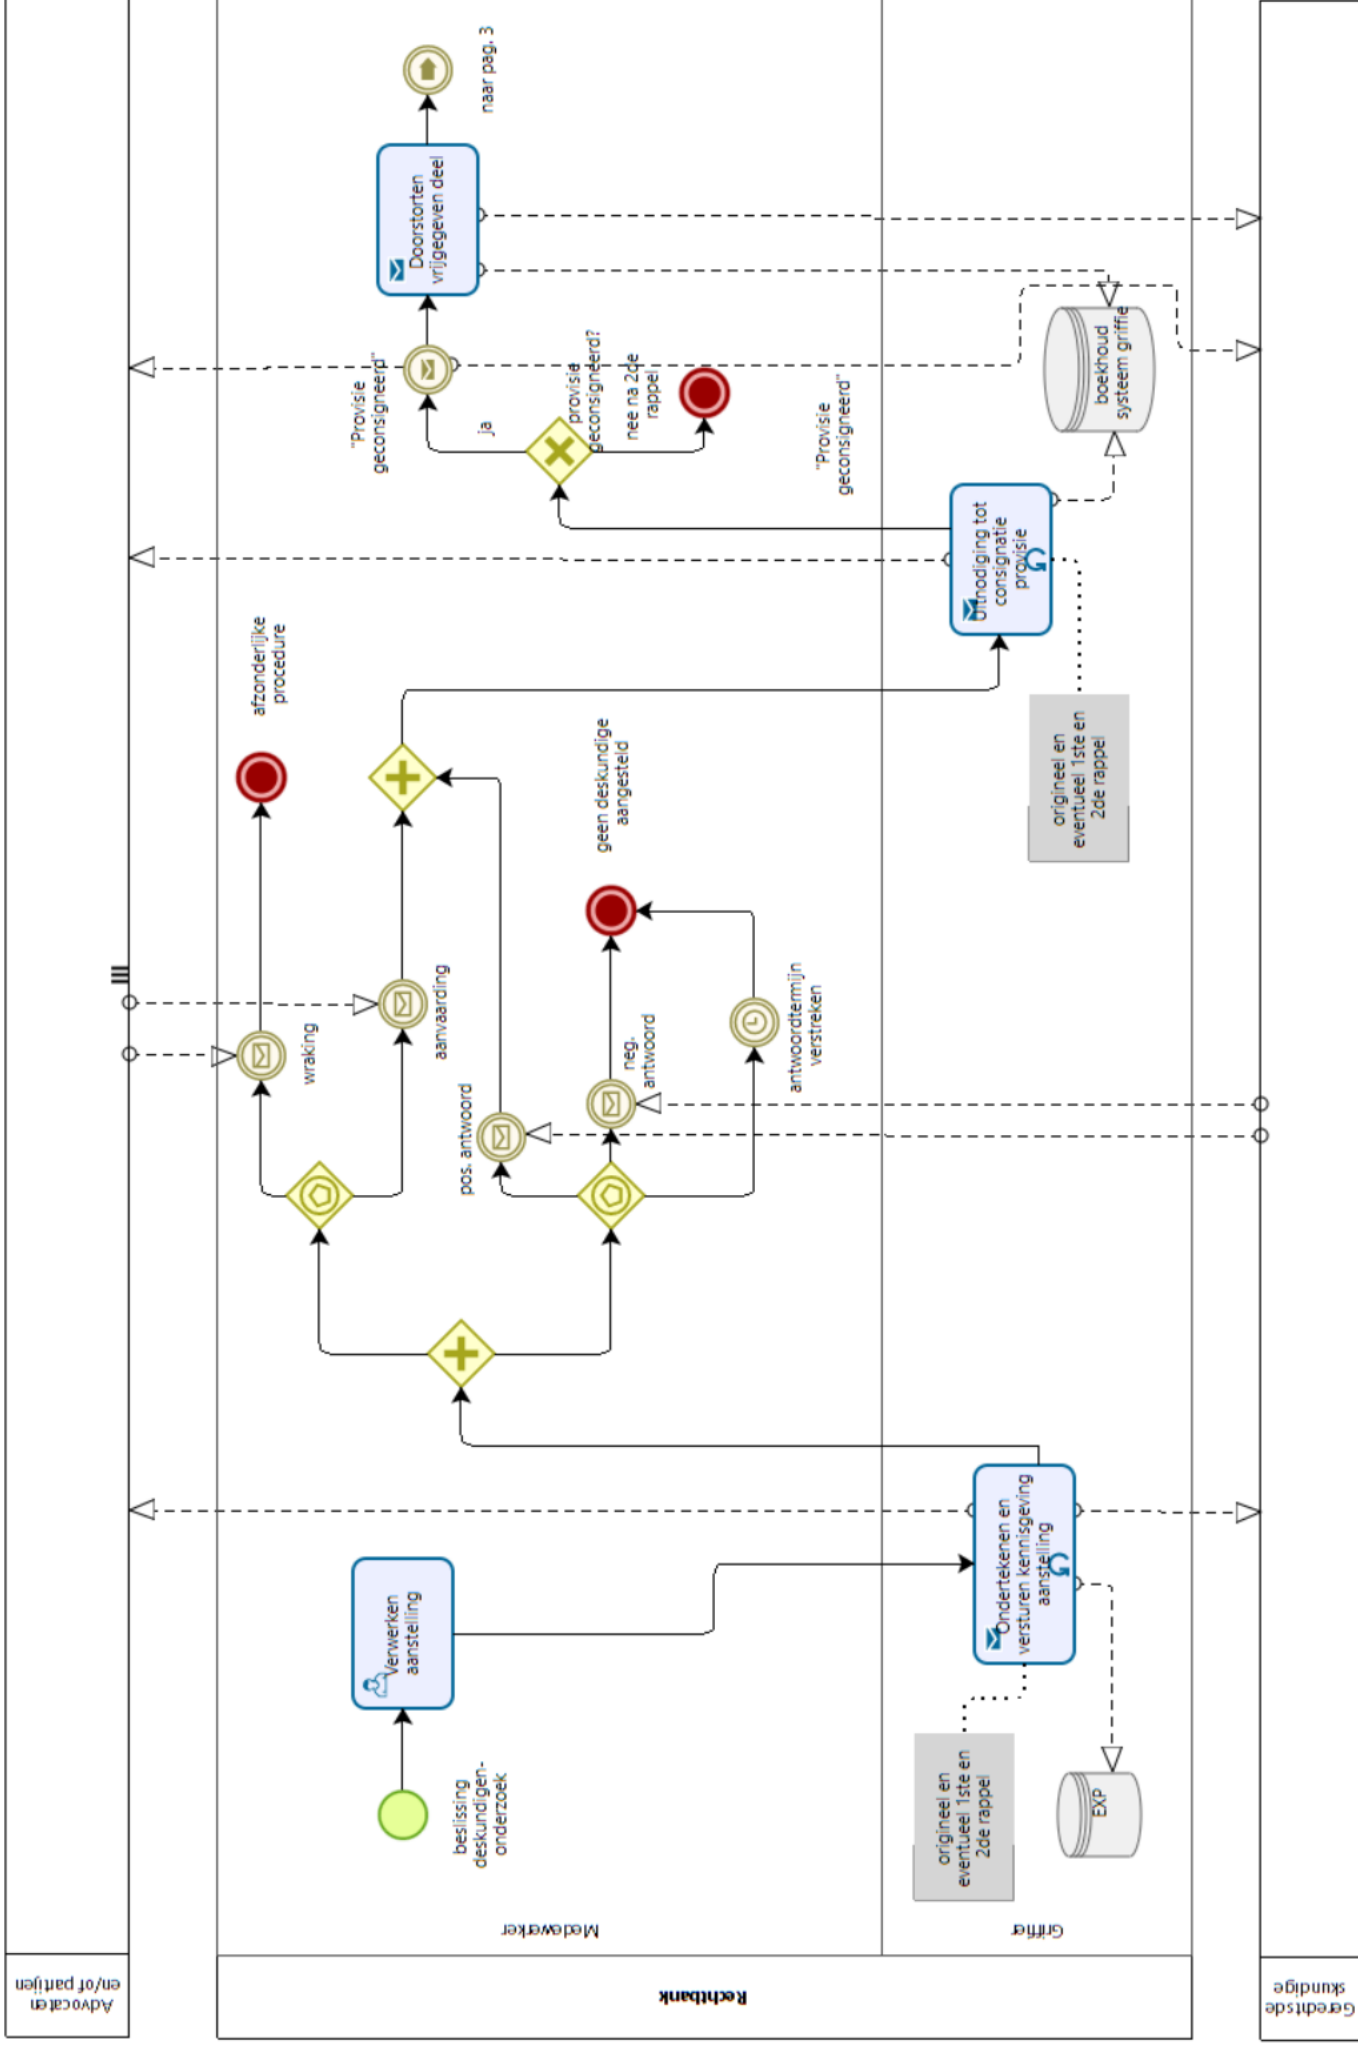 Advocaten
en/of partijen
Rechtbank
Medewerker
Griffier
Gerechtsde
skundige
beslissing
deskundigen-
onderzoek
Verwerken
aanstelling
origineel en
eventueel 1ste en
2de rappel
EXP
Ondertekenen en
versturen kennisgeving
aanstelling
wraking
aanvaarding
pos. antwoord
neg.
antwoord
antwoordtermijn
verstreken
afzonderlijke
procedure
geen deskundige
aangesteld
origineel en
eventueel 1ste en
2de rappel
Uitnodiging tot
consignatie
provisie
provisie
geconsigneerd?
ja
nee na 2de
rappel
"Provisie
geconsigneerd"
"Provisie
geconsigneerd"
boekhoud
systeem griffie
Doorstorten
vrijgegeven deel
naar pag. 3